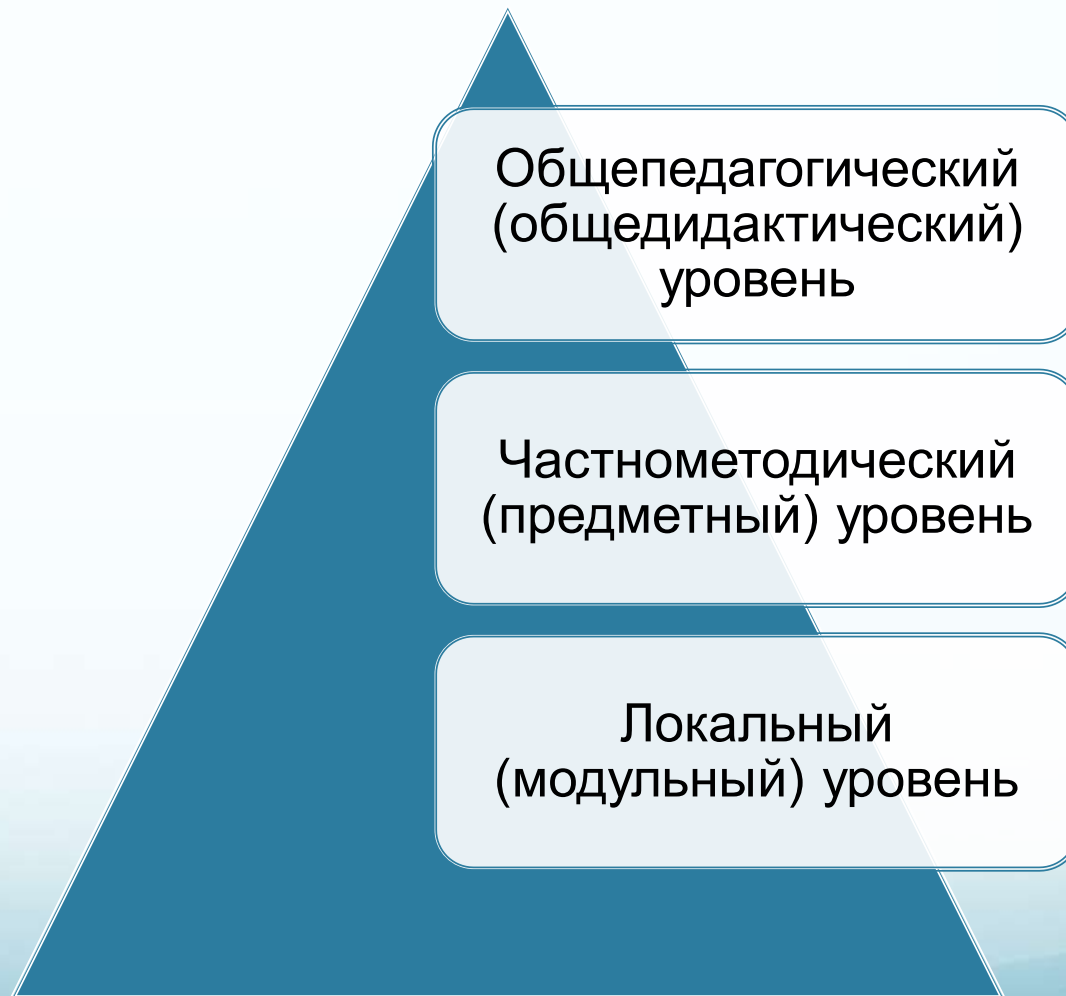 Общепедагогический
(общедидактический)
уровень
Частнометодический
(предметный) уровень
Локальный
(модульный) уровень